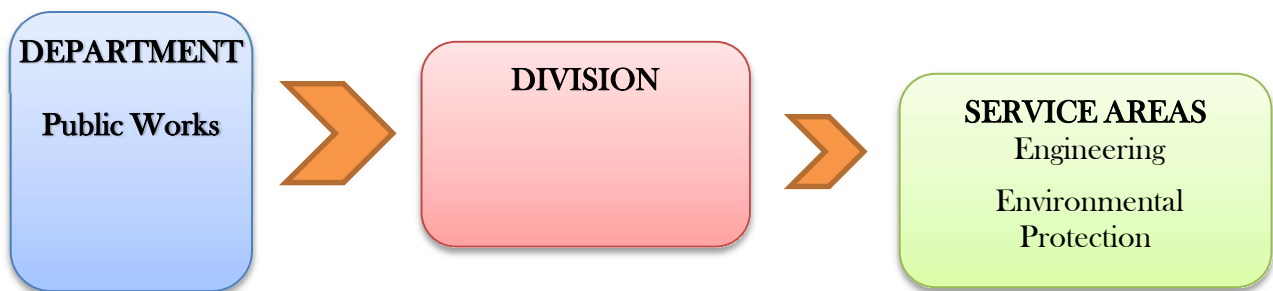 DEPARTMENT
Public Works
DIVISION
SERVICE AREAS
Engineering
Environmental
Protection